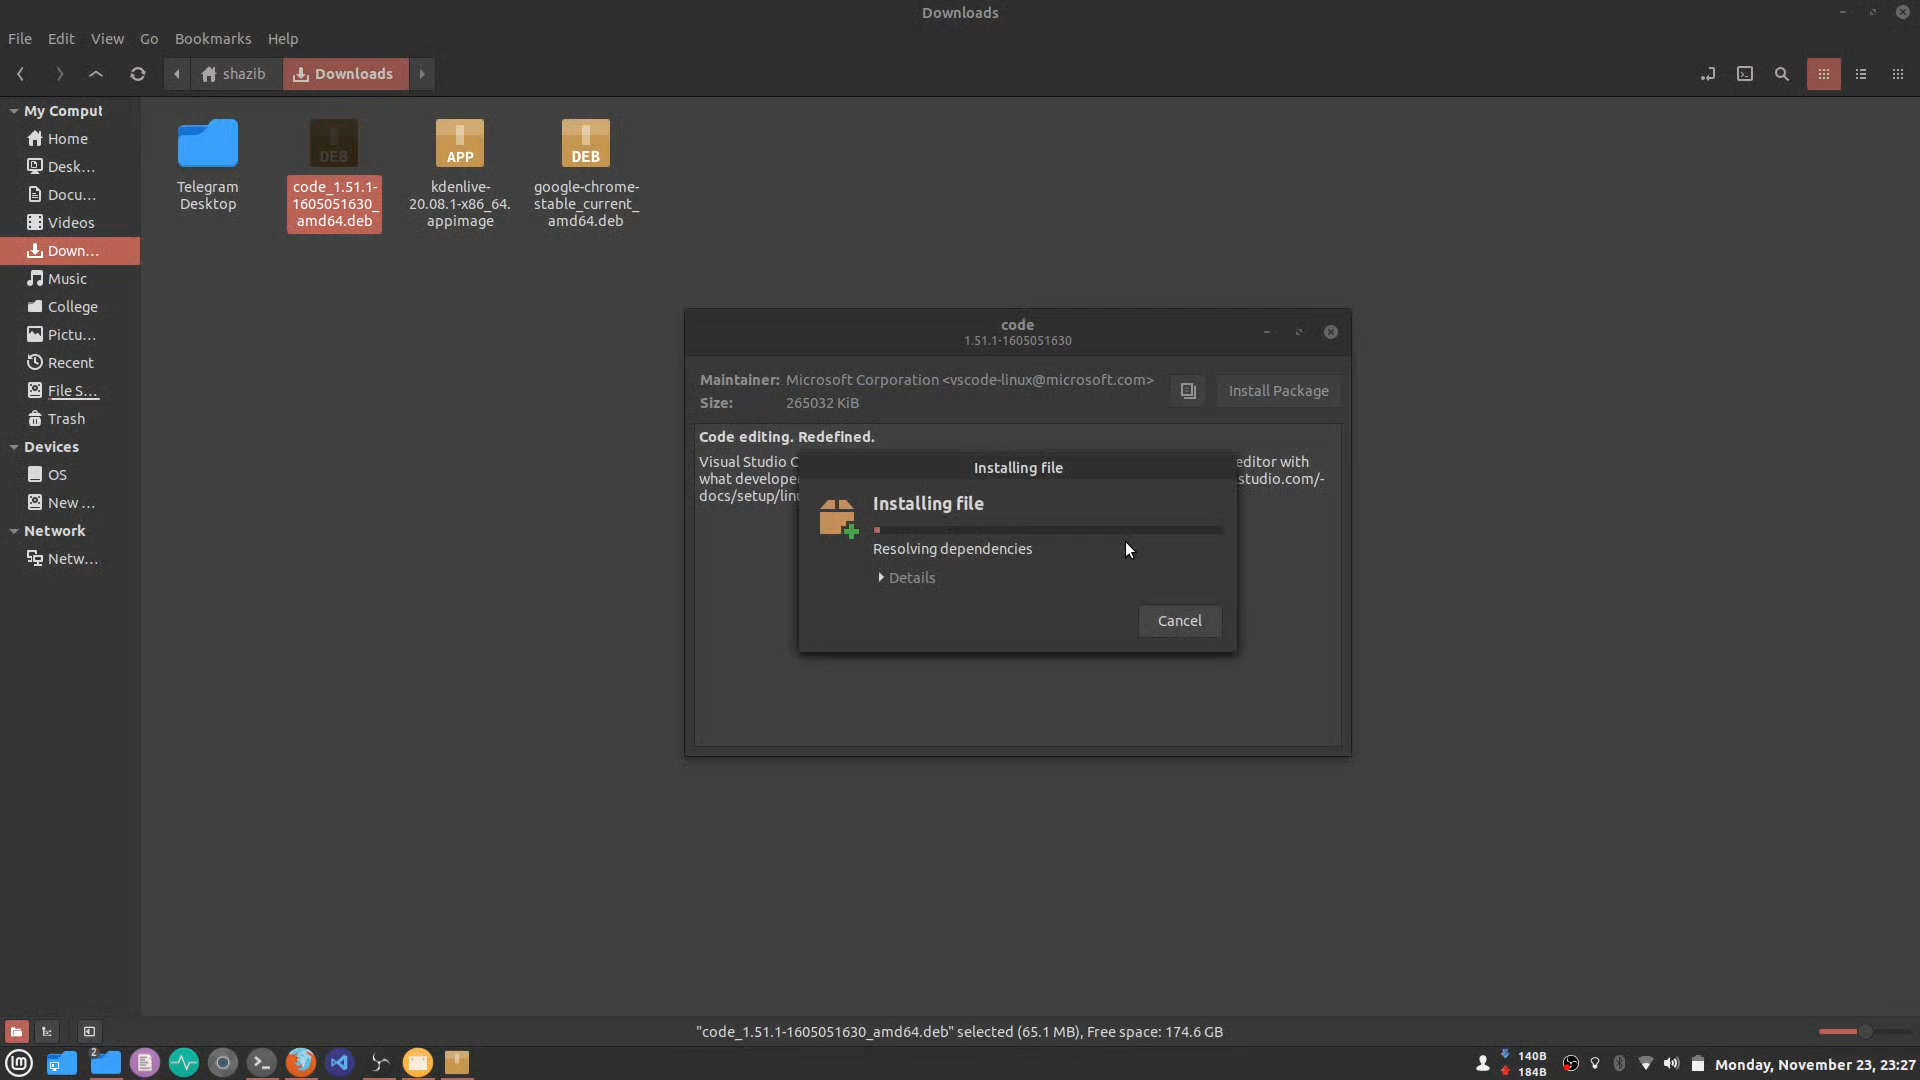 Downloads
File Edit View Go Bookmarks Help
shazib Downloads
My Comput
Home
Desk...
Docu...
Videos
Down...
Music
College
Pictu...
Recent
File S...
Trash
Devices
OS
New ...
Network
Netw...
Telegram
Desktop
DEB
code_1.51.1-
1605051630_
amd64.deb
APP
kdenlive-
20.08.1-x86_64.
appimage
DEB
google-chrome-
stable_current_
amd64.deb
code
1.51.1-1605051630
Maintainer: Microsoft Corporation <vscode-linux@microsoft.com>
Size: 265032 KiB
Install Package
Code editing. Redefined.
Visual Studio C editor with
what develope studio.com/-
docs/setup/linu
Installing file
Installing file
Resolving dependencies
Details
Cancel
"code_1.51.1-1605051630_amd64.deb" selected (65.1 MB), Free space: 174.6 GB
2
140B
184B
Monday, November 23, 23:27